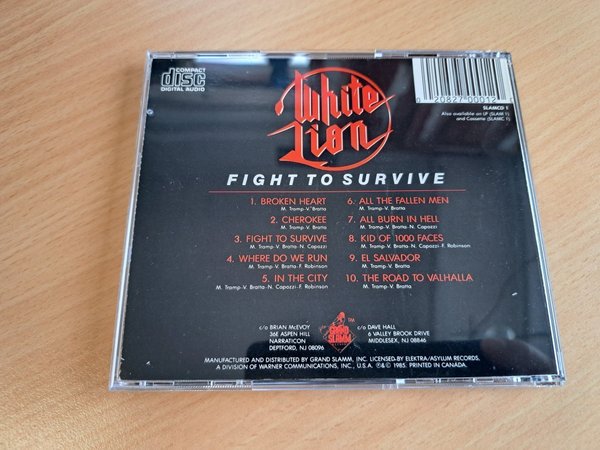 COMPACT
disc
DIGITAL AUDIO
White
Lion
0 20827 00012
SLAMCD 1
Also available on LP (SLAM 1)
and Cassette (SLAMC 1)
FIGHT TO SURVIVE
1. BROKEN HEART
M. Tramp-V. Bratta
2. CHEROKEE
M. Tramp-V. Bratta
3. FIGHT TO SURVIVE
M. Tramp-V. Bratta-N. Capozzi
4. WHERE DO WE RUN
M. Tramp-V. Bratta-F. Robinson
5. IN THE CITY
M. Tramp-V. Bratta-N. Capozzi-F. Robinson
6. ALL THE FALLEN MEN
M. Tramp-V. Bratta
7. ALL BURN IN HELL
M. Tramp-V. Bratta-N. Capozzi
8. KID OF 1000 FACES
M. Tramp-V. Bratta-N. Capozzi-F. Robinson
9. EL SALVADOR
M. Tramp-V. Bratta
10. THE ROAD TO VALHALLA
M. Tramp-V. Bratta
c/o BRIAN McEVOY
36E ASPEN HILL
NARRATICON
DEPTFORD, NJ 08096
TM
GRAND
SLAMM
c/o DAVE HALL
6 VALLEY BROOK DRIVE
MIDDLESEX, NJ 08846
MANUFACTURED AND DISTRIBUTED BY GRAND SLAMM, INC. LICENSED BY ELEKTRA/ASYLUM RECORDS,
A DIVISION OF WARNER COMMUNICATIONS, INC., U.S.A. ℗&© 1985. PRINTED IN CANADA.